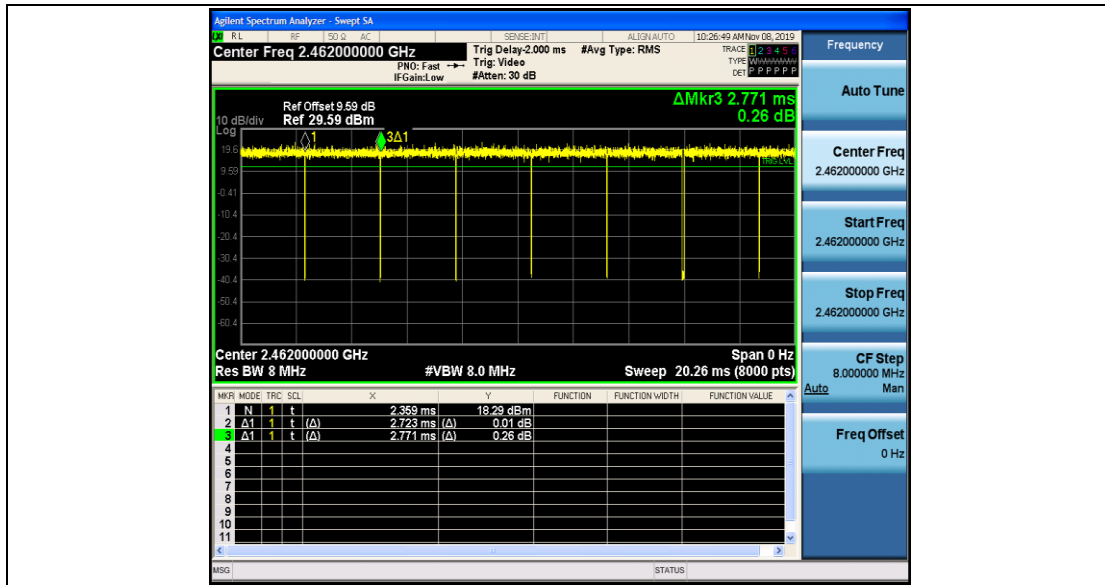 Agilent Spectrum Analyzer - Swept SA
RL RF 50 Ω AC SENSE:INT ALIGN AUTO 10:26:49 AM Nov 08, 2019
Center Freq 2.462000000 GHz
PNO: Fast
IFGain:Low
Trig Delay-2.000 ms
Trig: Video
#Atten: 30 dB
#Avg Type: RMS
TRACE 1 2 3 4 5 6
TYPE
DET P P P P P P
ΔMkr3 2.771 ms
0.26 dB
Ref Offset 9.59 dB
Ref 29.59 dBm
10 dB/div
Log
1
3Δ1
19.6
9.59
-0.41
-10.4
-20.4
-30.4
-40.4
-50.4
-60.4
TRIG LVL
Center 2.462000000 GHz Span 0 Hz
Res BW 8 MHz #VBW 8.0 MHz Sweep 20.26 ms (8000 pts)
MKR MODE TRC SCL X Y FUNCTION FUNCTION WIDTH FUNCTION VALUE
1 N 1 t 2.359 ms 18.29 dBm
2 Δ1 1 t (Δ) 2.723 ms (Δ) 0.01 dB
3 Δ1 1 t (Δ) 2.771 ms (Δ) 0.26 dB
4
5
6
7
8
9
10
11
MSG STATUS
Frequency
Auto Tune
Center Freq
2.462000000 GHz
Start Freq
2.462000000 GHz
Stop Freq
2.462000000 GHz
CF Step
8.000000 MHz
Auto Man
Freq Offset
0 Hz